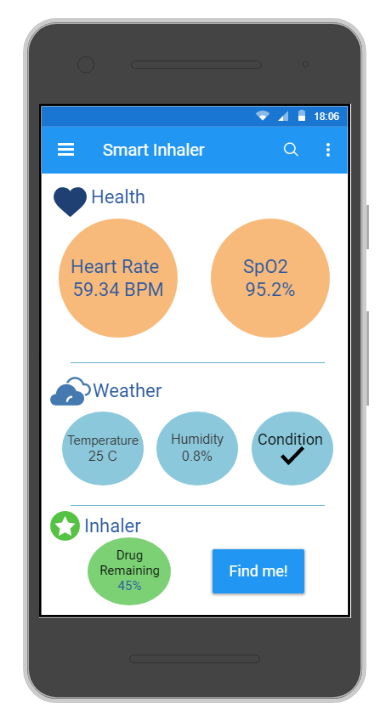 18:06
Smart Inhaler
Health
Heart Rate
59.34 BPM
SpO2
95.2%
Weather
Temperature
25 C
Humidity
0.8%
Condition
Inhaler
Drug
Remaining
45%
Find me!